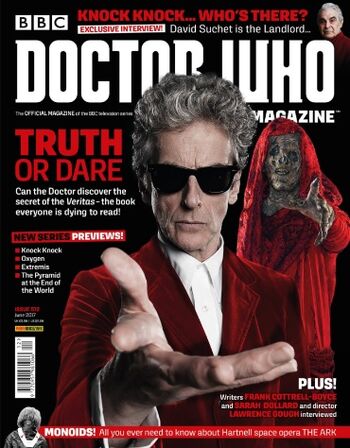 BBC
KNOCK KNOCK... WHO'S THERE?
EXCLUSIVE INTERVIEW! David Suchet is the Landlord...
DOCTOR WHO
The OFFICIAL MAGAZINE of the BBC television series
MAGAZINE
TRUTH
OR DARE
Can the Doctor discover the
secret of the Veritas – the book
everyone is dying to read!
NEW SERIES PREVIEWS!
Knock Knock
Oxygen
Extremis
The Pyramid
at the End of
the World
ISSUE 512
June 2017
PLUS!
Writers FRANK COTTRELL-BOYCE
and SARAH DOLLARD and director
LAWRENCE GOUGH interviewed
MONOIDS! All you ever need to know about Hartnell space opera THE ARK